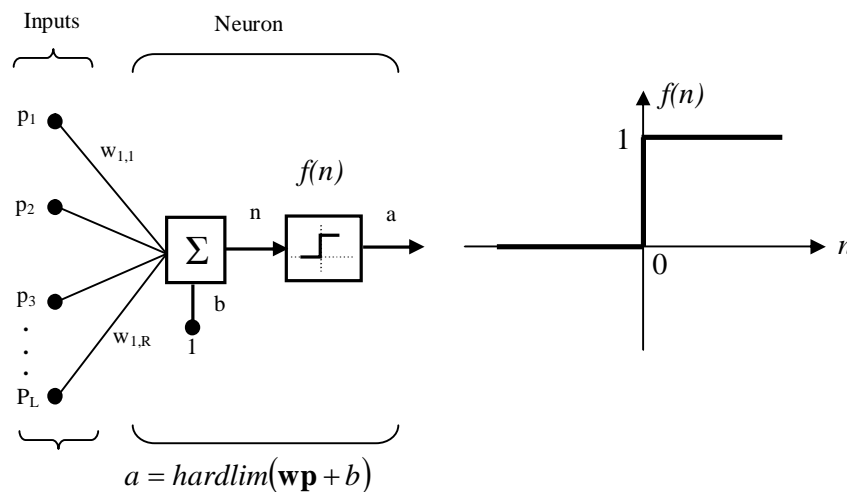 Inputs
Neuron
p1
w1,1
p2
p3
.
.
.
w1,R
PL
Σ
n
f(n)
a
b
1
a = hardlim(wp + b)
f(n)
1
0
n